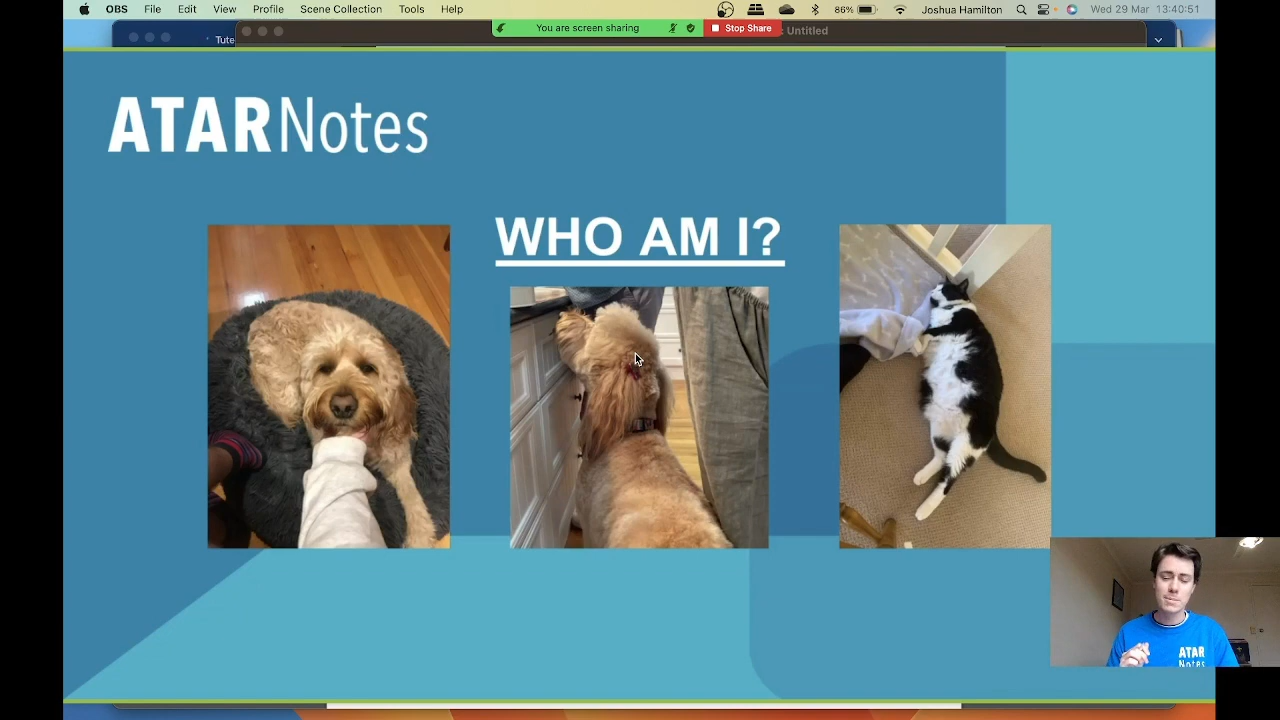 OBS File Edit View Profile Scene Collection Tools Help 86% Joshua Hamilton Wed 29 Mar 13:40:51
You are screen sharing Stop Share
Tute Untitled
ATARNotes
WHO AM I?
ATAR
Notes